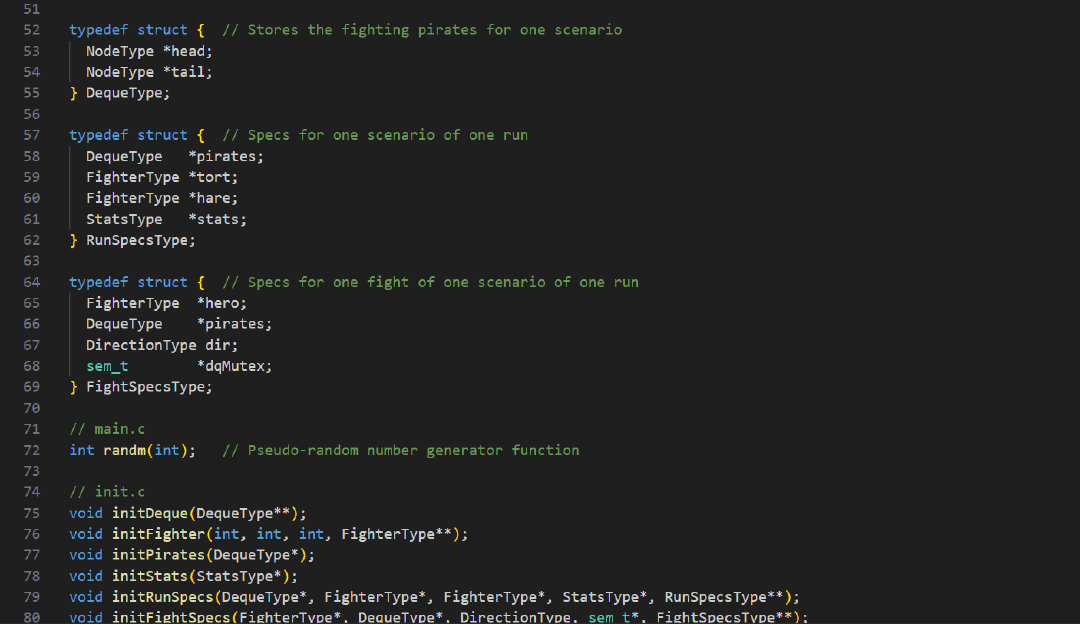 51
52 typedef struct {  // Stores the fighting pirates for one scenario
53   NodeType *head;
54   NodeType *tail;
55 } DequeType;
56
57 typedef struct {  // Specs for one scenario of one run
58   DequeType   *pirates;
59   FighterType *tort;
60   FighterType *hare;
61   StatsType   *stats;
62 } RunSpecsType;
63
64 typedef struct {  // Specs for one fight of one scenario of one run
65   FighterType  *hero;
66   DequeType    *pirates;
67   DirectionType dir;
68   sem_t        *dqMutex;
69 } FightSpecsType;
70
71 // main.c
72 int randm(int);   // Pseudo-random number generator function
73
74 // init.c
75 void initDeque(DequeType**);
76 void initFighter(int, int, int, FighterType**);
77 void initPirates(DequeType*);
78 void initStats(StatsType*);
79 void initRunSpecs(DequeType*, FighterType*, FighterType*, StatsType*, RunSpecsType**);
80 void initFightSpecs(FighterType*, DequeType*, DirectionType, sem_t*, FightSpecsType**);